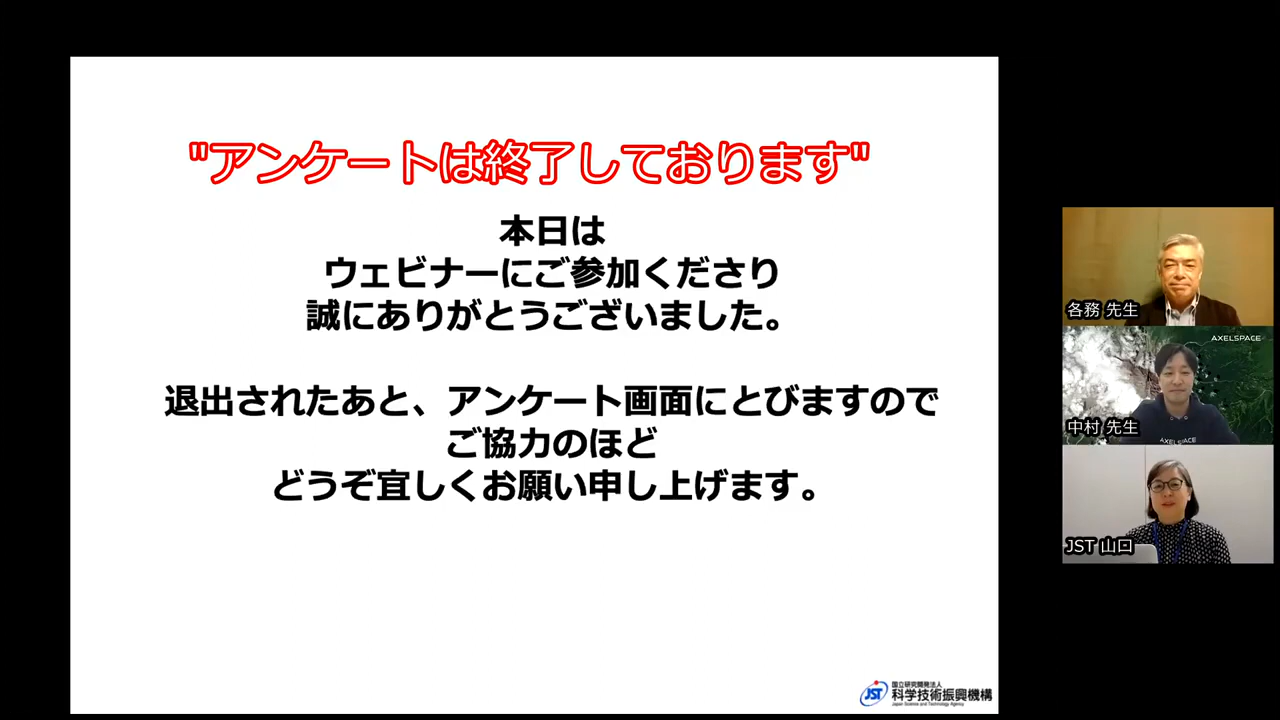 "アンケートは終了しております"
本日は
ウェビナーにご参加くださり
誠にありがとうございました。
退出されたあと、アンケート画面にとびますので
ご協力のほど
どうぞ宜しくお願い申し上げます。
各務 先生
AXELSPACE
中村 先生
AXELSPACE
JST 山口
JST
国立研究開発法人
科学技術振興機構
Japan Science and Technology Agency